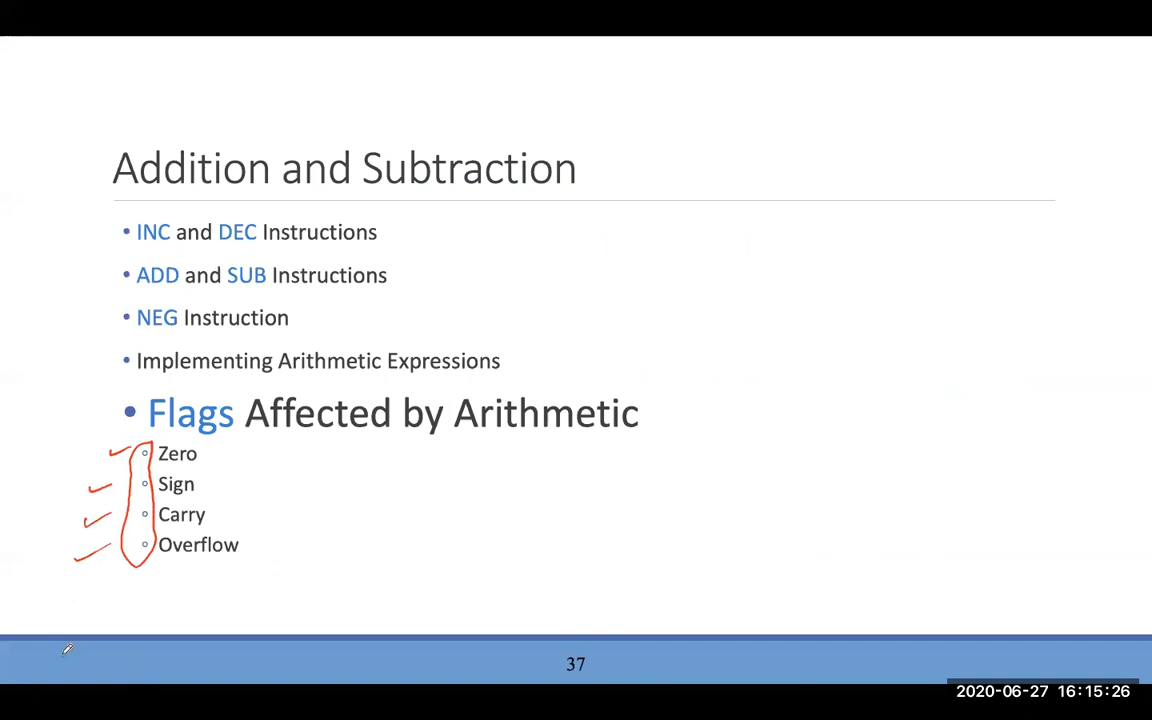 Addition and Subtraction
• INC and DEC Instructions
• ADD and SUB Instructions
• NEG Instruction
• Implementing Arithmetic Expressions
• Flags Affected by Arithmetic
◦ Zero
◦ Sign
◦ Carry
◦ Overflow
37
2020-06-27 16:15:26